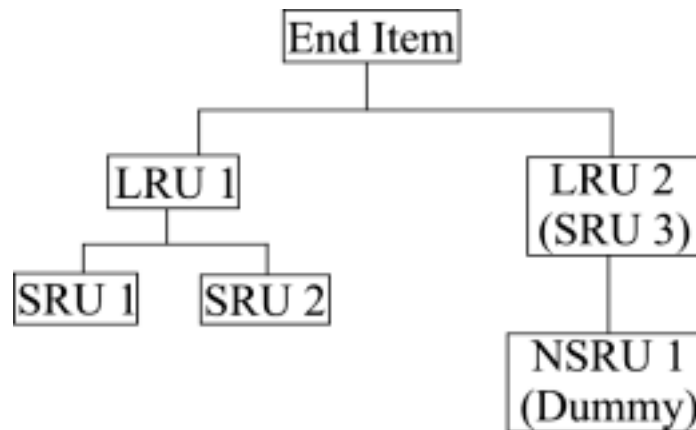 End Item
LRU 1
LRU 2
(SRU 3)
SRU 1
SRU 2
NSRU 1
(Dummy)